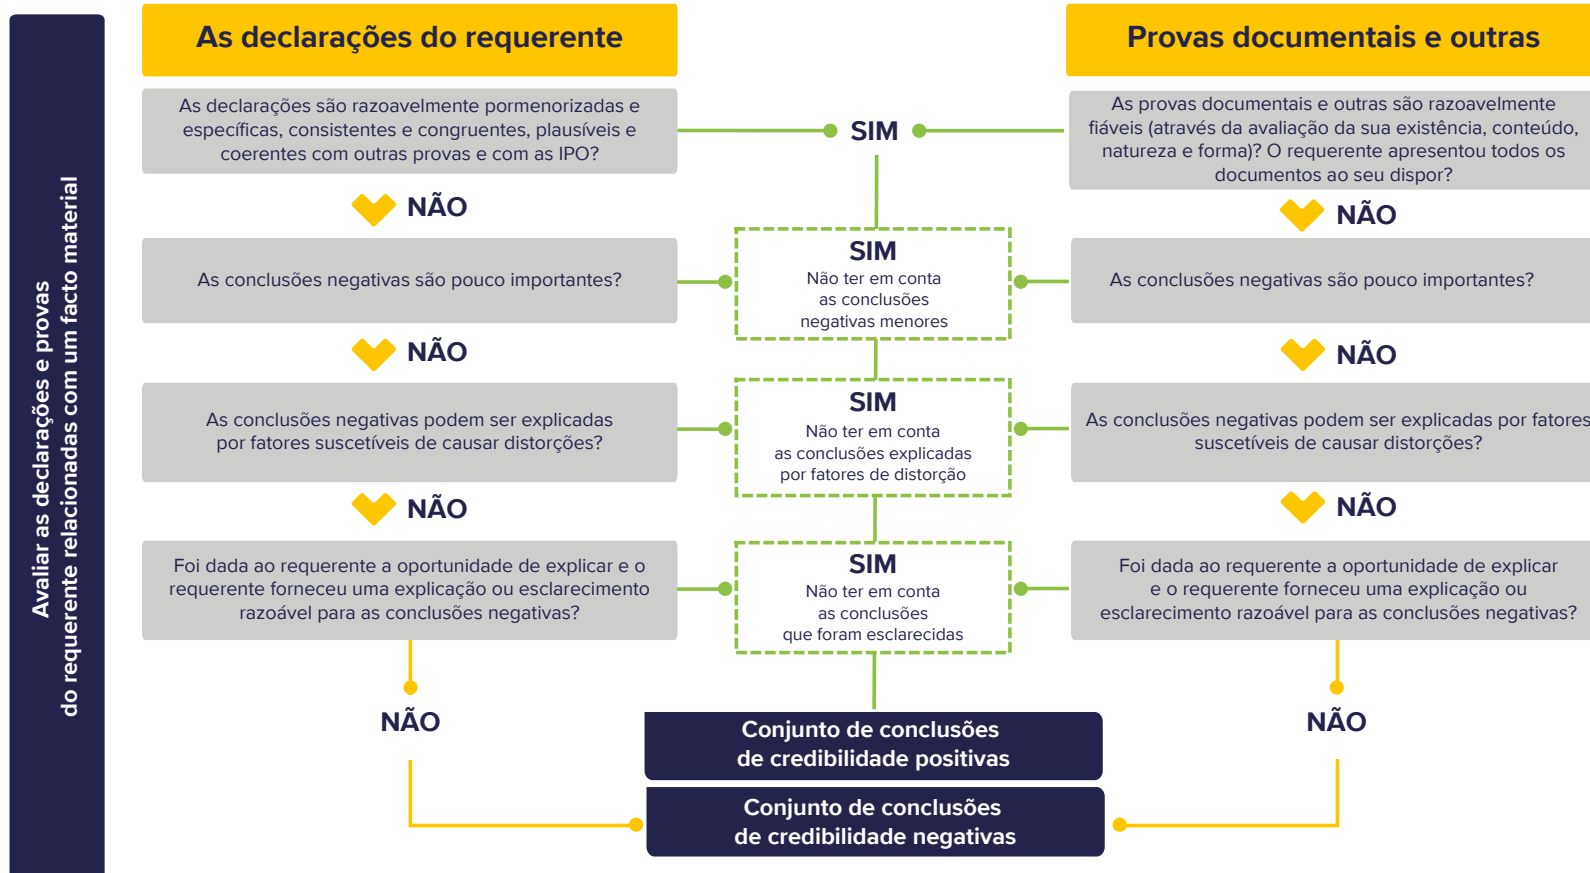 Avaliar as declarações e provas
do requerente relacionadas com um facto material
As declarações do requerente
Provas documentais e outras
As declarações são razoavelmente pormenorizadas e
específicas, consistentes e congruentes, plausíveis e
coerentes com outras provas e com as IPO?
SIM
As provas documentais e outras são razoavelmente
fiáveis (através da avaliação da sua existência, conteúdo,
natureza e forma)? O requerente apresentou todos os
documentos ao seu dispor?
NÃO
NÃO
As conclusões negativas são pouco importantes?
SIM
Não ter em conta
as conclusões
negativas menores
As conclusões negativas são pouco importantes?
NÃO
NÃO
As conclusões negativas podem ser explicadas
por fatores suscetíveis de causar distorções?
SIM
Não ter em conta
as conclusões explicadas
por fatores de distorção
As conclusões negativas podem ser explicadas por fatores
suscetíveis de causar distorções?
NÃO
NÃO
Foi dada ao requerente a oportunidade de explicar e o
requerente forneceu uma explicação ou esclarecimento
razoável para as conclusões negativas?
SIM
Não ter em conta
as conclusões
que foram esclarecidas
Foi dada ao requerente a oportunidade de explicar
e o requerente forneceu uma explicação ou
esclarecimento razoável para as conclusões negativas?
NÃO
NÃO
Conjunto de conclusões
de credibilidade positivas
Conjunto de conclusões
de credibilidade negativas